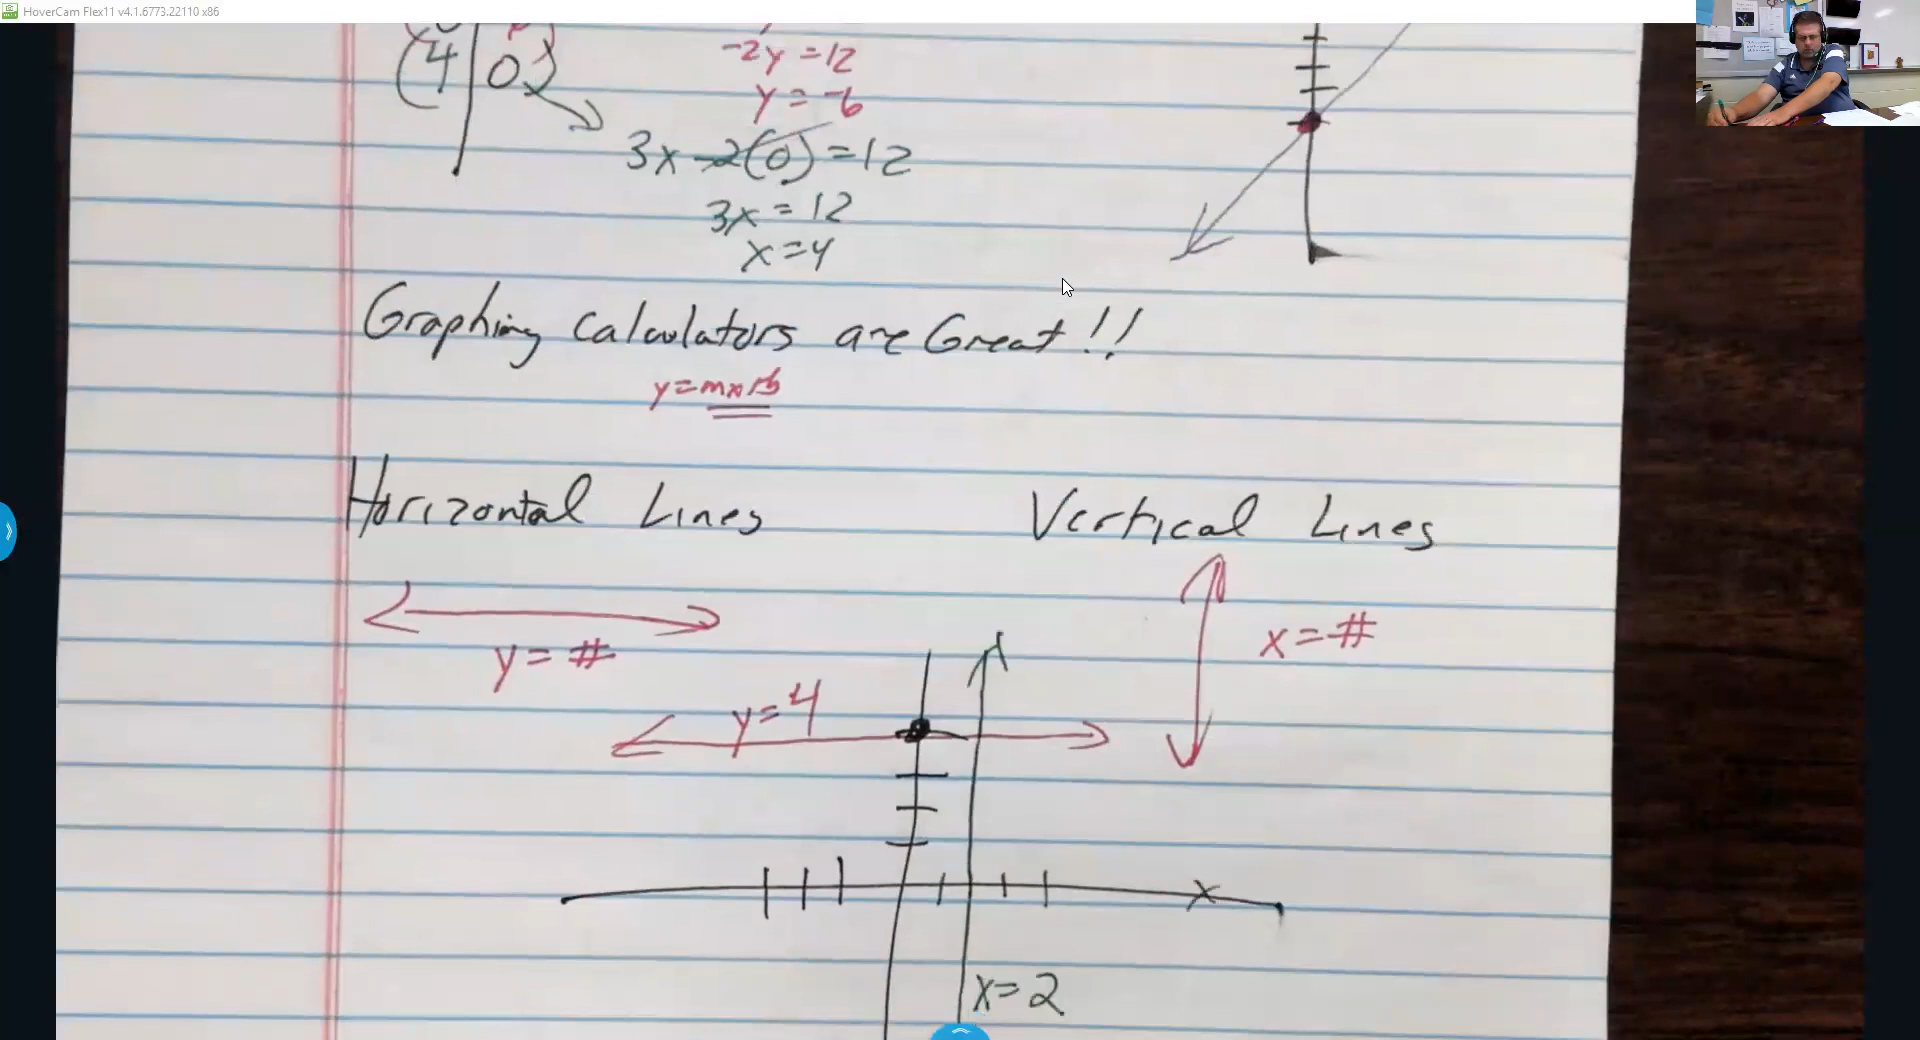 HoverCam Flex11 v4.1.6773.22110 x86
-2y = 12
4 | 0
y = -6
3x - 2(0) = 12
3x = 12
x = 4
Graphing Calculators are Great!!
y = mx+b
Horizontal Lines Vertical Lines
x = #
y = #
y = 4
x
x = 2